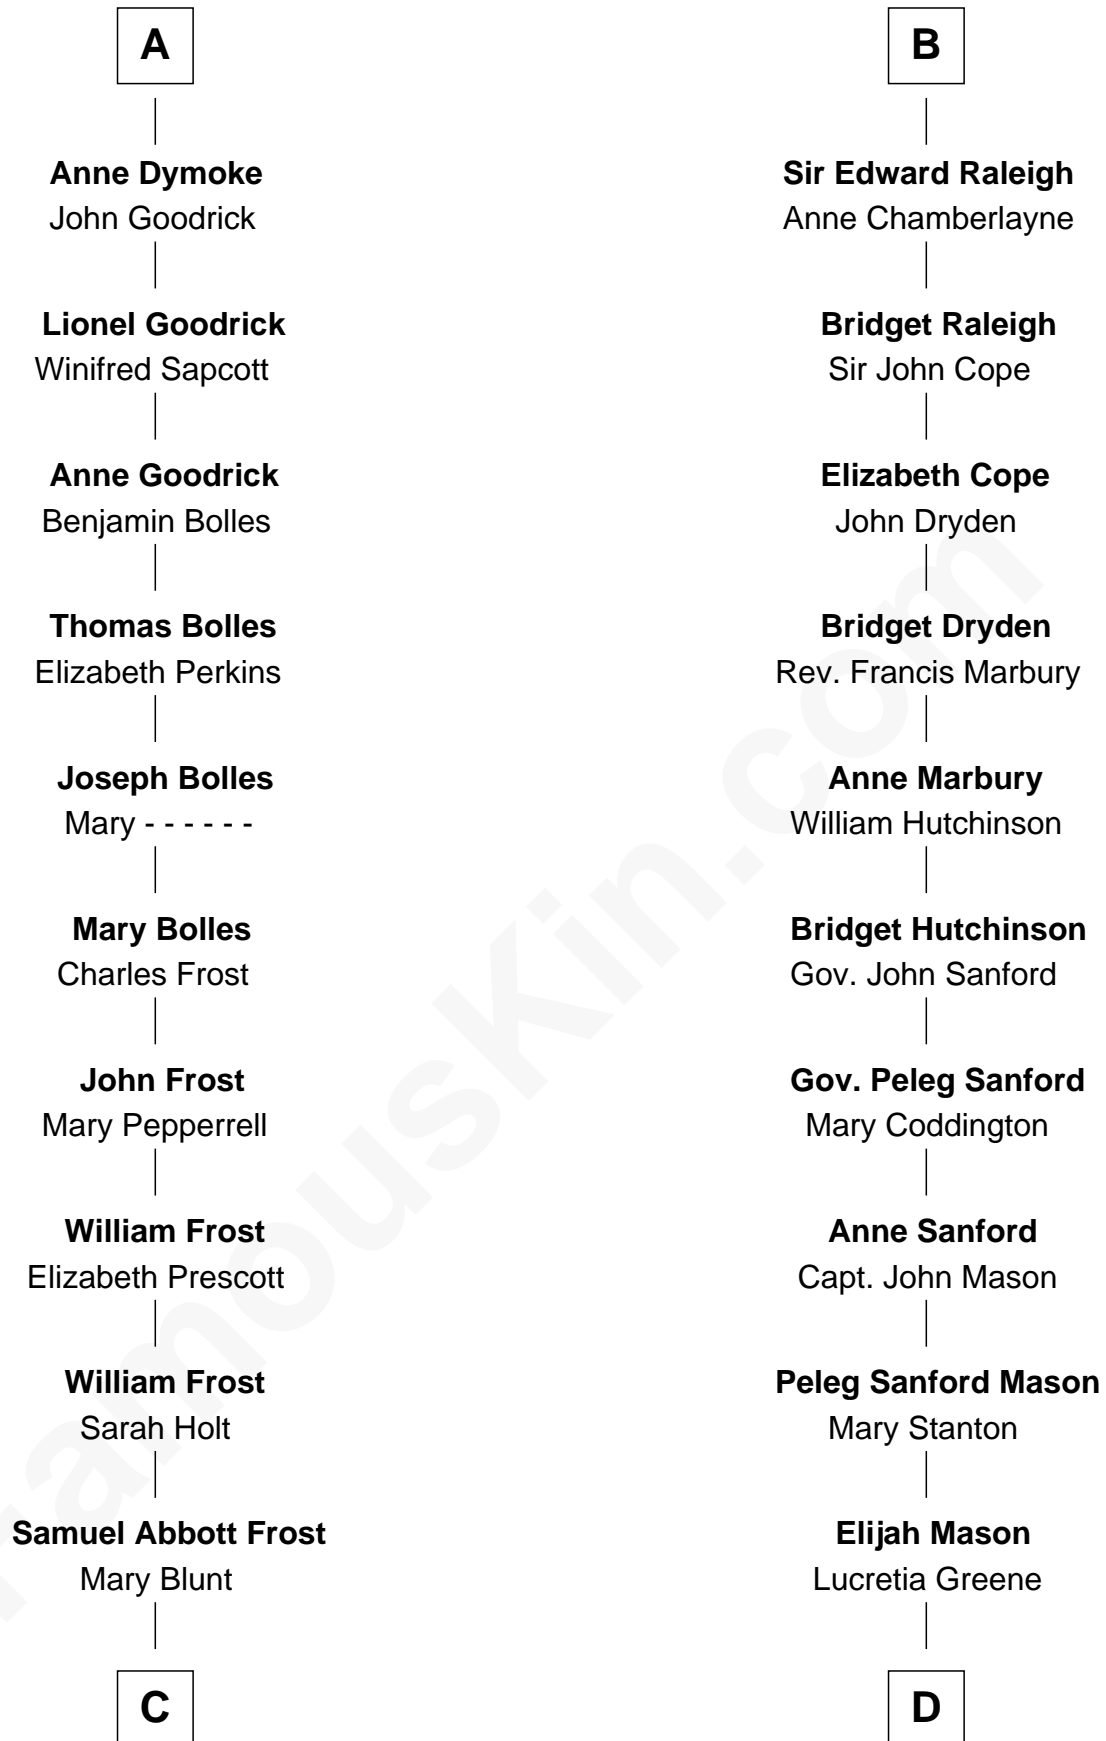 A
Anne Dymoke
John Goodrick
Lionel Goodrick
Winifred Sapcott
Anne Goodrick
Benjamin Bolles
Thomas Bolles
Elizabeth Perkins
Joseph Bolles
Mary - - - - - -
Mary Bolles
Charles Frost
John Frost
Mary Pepperrell
William Frost
Elizabeth Prescott
William Frost
Sarah Holt
Samuel Abbott Frost
Mary Blunt
C
B
Sir Edward Raleigh
Anne Chamberlayne
Bridget Raleigh
Sir John Cope
Elizabeth Cope
John Dryden
Bridget Dryden
Rev. Francis Marbury
Anne Marbury
William Hutchinson
Bridget Hutchinson
Gov. John Sanford
Gov. Peleg Sanford
Mary Coddington
Anne Sanford
Capt. John Mason
Peleg Sanford Mason
Mary Stanton
Elijah Mason
Lucretia Greene
D
FamousKin.com